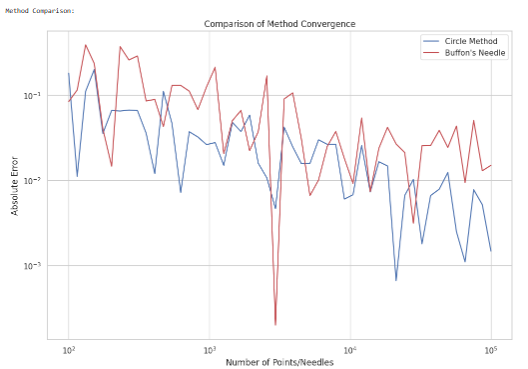 Method Comparison:
Comparison of Method Convergence
Circle Method
Buffon's Needle
Absolute Error
10⁻¹
10⁻²
10⁻³
10² 10³ 10⁴ 10⁵
Number of Points/Needles